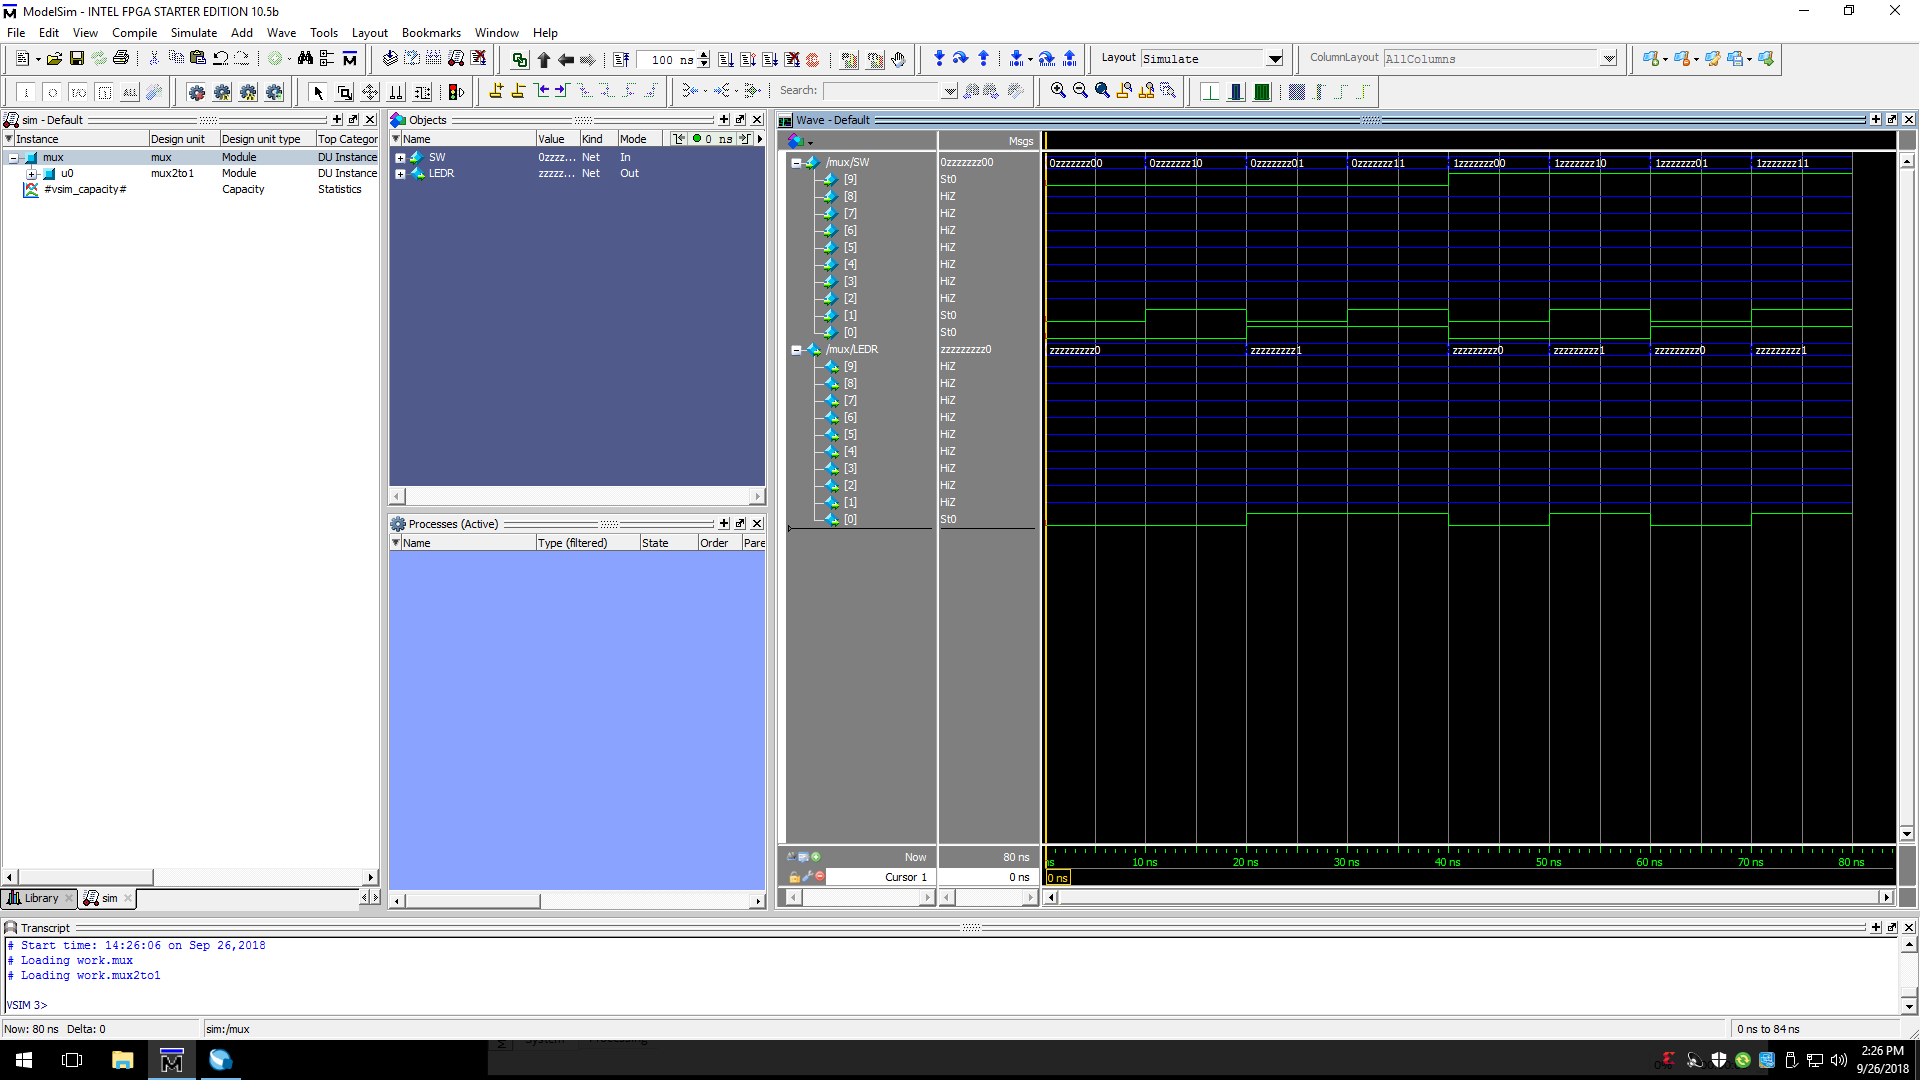 ModelSim - INTEL FPGA STARTER EDITION 10.5b
File Edit View Compile Simulate Add Wave Tools Layout Bookmarks Window Help
100 ns
Layout Simulate
ColumnLayout AllColumns
ALL
Search:
sim - Default
Instance Design unit Design unit type Top Categor
mux mux Module DU Instance
u0 mux2to1 Module DU Instance
#vsim_capacity# Capacity Statistics
Library
sim
Objects
Name Value Kind Mode
0 ns
SW 0zzzz... Net In
LEDR zzzzz... Net Out
Processes (Active)
Name Type (filtered) State Order Pare
Wave - Default
Msgs
/mux/SW 0zzzzzzz00 0zzzzzzz00 0zzzzzzz10 0zzzzzzz01 0zzzzzzz11 1zzzzzzz00 1zzzzzzz10 1zzzzzzz01 1zzzzzzz11
[9] St0
[8] HiZ
[7] HiZ
[6] HiZ
[5] HiZ
[4] HiZ
[3] HiZ
[2] HiZ
[1] St0
[0] St0
/mux/LEDR zzzzzzzzz0 zzzzzzzzz0 zzzzzzzzz1 zzzzzzzzz0 zzzzzzzzz1 zzzzzzzzz0 zzzzzzzzz1
[9] HiZ
[8] HiZ
[7] HiZ
[6] HiZ
[5] HiZ
[4] HiZ
[3] HiZ
[2] HiZ
[1] HiZ
[0] St0
Now 80 ns
ns 10 ns 20 ns 30 ns 40 ns 50 ns 60 ns 70 ns 80 ns
Cursor 1 0 ns
0 ns
Transcript
# Start time: 14:26:06 on Sep 26,2018
# Loading work.mux
# Loading work.mux2to1
VSIM 3>
Now: 80 ns Delta: 0
sim:/mux
0 ns to 84 ns
2:26 PM
9/26/2018